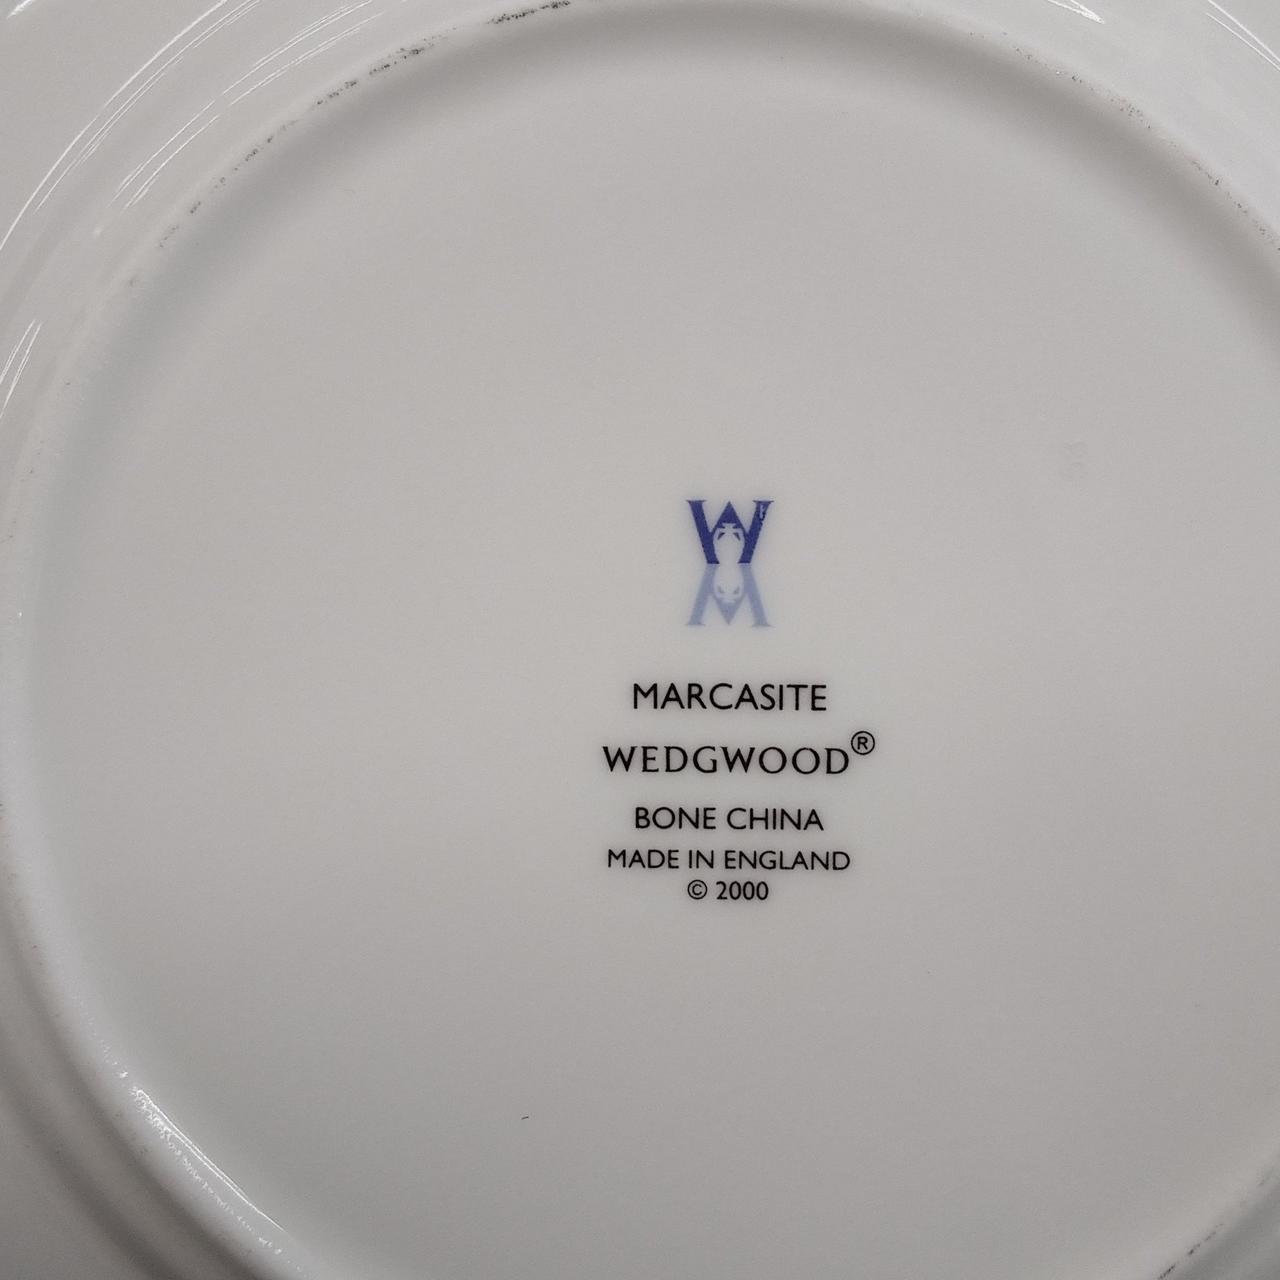 W
MARCASITE
WEDGWOOD®
BONE CHINA
MADE IN ENGLAND
© 2000